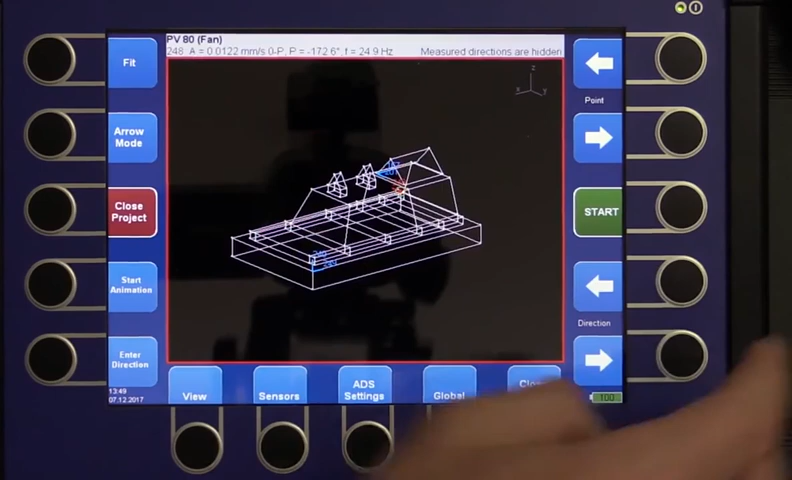 PV 80 (Fan)
248 A = 0.0122 mm/s 0-P, P = -172.6°, f = 24.9 Hz Measured directions are hidden
Fit
Arrow
Mode
Close
Project
Start
Animation
Enter
Direction
13:49
07.12.2017
z
x y
View
Sensors
ADS
Settings
Global
Point
START
Direction
100